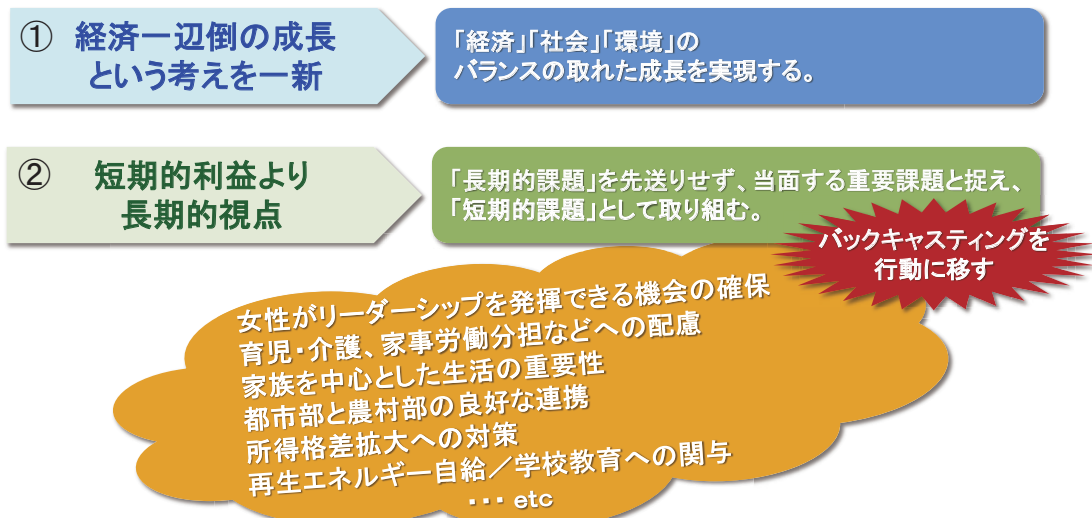 ① 経済一辺倒の成長
という考えを一新
「経済」「社会」「環境」の
バランスの取れた成長を実現する。
② 短期的利益より
長期的視点
「長期的課題」を先送りせず、当面する重要課題と捉え、
「短期的課題」として取り組む。
バックキャスティングを
行動に移す
女性がリーダーシップを発揮できる機会の確保
育児・介護、家事労働分担などへの配慮
家族を中心とした生活の重要性
都市部と農村部の良好な連携
所得格差拡大への対策
再生エネルギー自給／学校教育への関与
・・・ etc